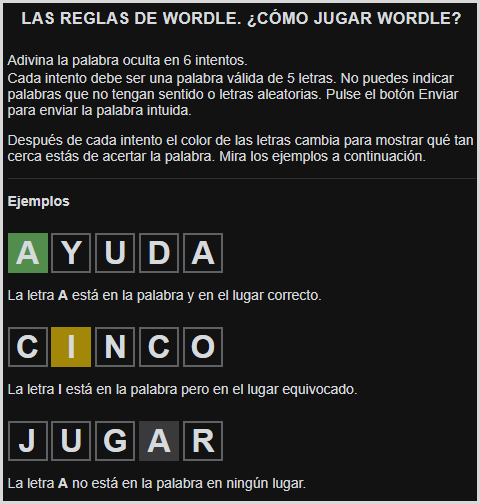 LAS REGLAS DE WORDLE. ¿CÓMO JUGAR WORDLE?
Adivina la palabra oculta en 6 intentos.
Cada intento debe ser una palabra válida de 5 letras. No puedes indicar
palabras que no tengan sentido o letras aleatorias. Pulse el botón Enviar
para enviar la palabra intuida.
Después de cada intento el color de las letras cambia para mostrar qué tan
cerca estás de acertar la palabra. Mira los ejemplos a continuación.
Ejemplos
A Y U D A
La letra A está en la palabra y en el lugar correcto.
C I N C O
La letra I está en la palabra pero en el lugar equivocado.
J U G A R
La letra A no está en la palabra en ningún lugar.